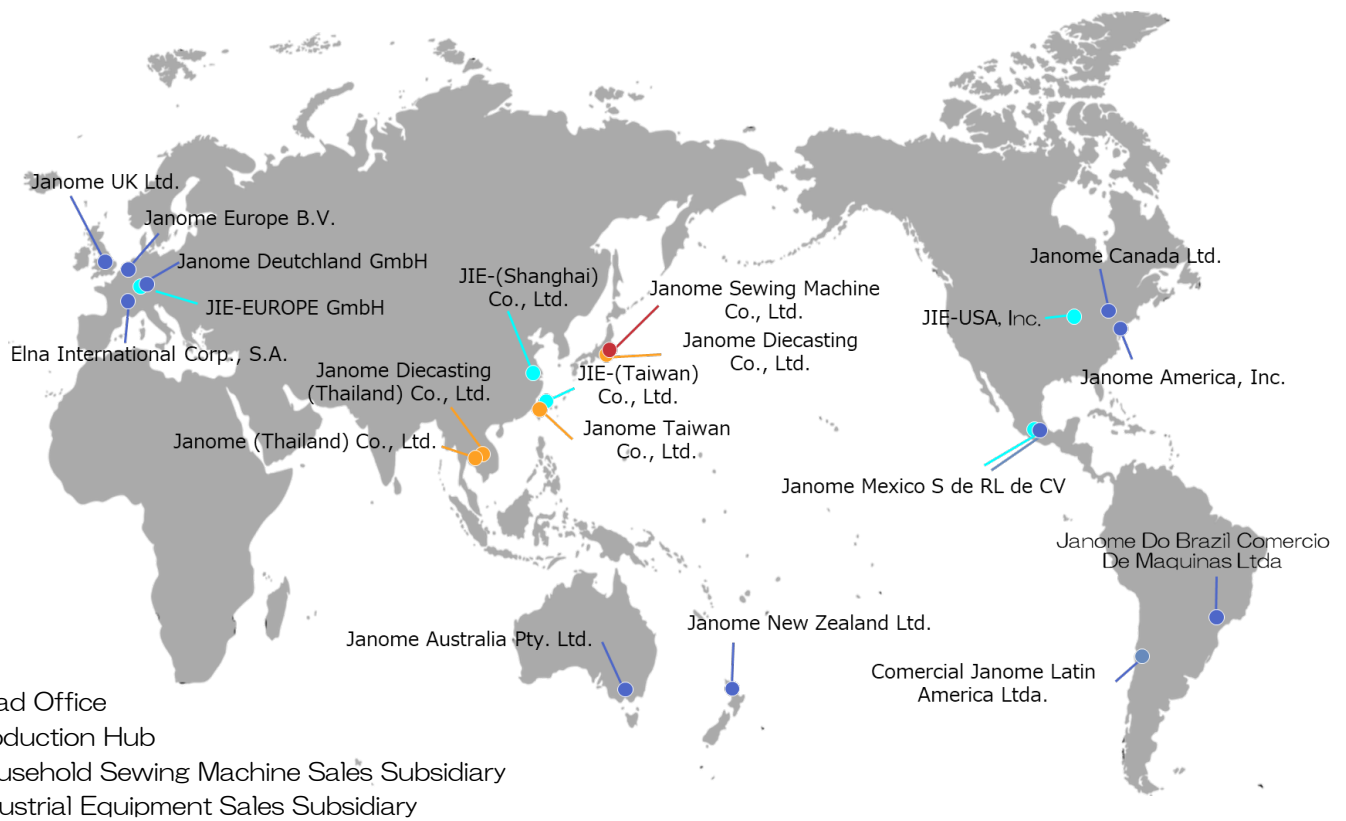 Janome UK Ltd.
Janome Europe B.V.
Janome Deutchland GmbH
JIE-EUROPE GmbH
Elna International Corp., S.A.
JIE-(Shanghai)
Co., Ltd.
Janome Sewing Machine
Co., Ltd.
Janome Diecasting
Co., Ltd.
JIE-(Taiwan)
Co., Ltd.
Janome Taiwan
Co., Ltd.
Janome Diecasting
(Thailand) Co., Ltd.
Janome (Thailand) Co., Ltd.
Janome Canada Ltd.
JIE-USA, Inc.
Janome America, Inc.
Janome Mexico S de RL de CV
Janome Do Brazil Comercio
De Maquinas Ltda
Janome Australia Pty. Ltd.
Janome New Zealand Ltd.
Comercial Janome Latin
America Ltda.
ad Office
oduction Hub
usehold Sewing Machine Sales Subsidiary
ustrial Equipment Sales Subsidiary